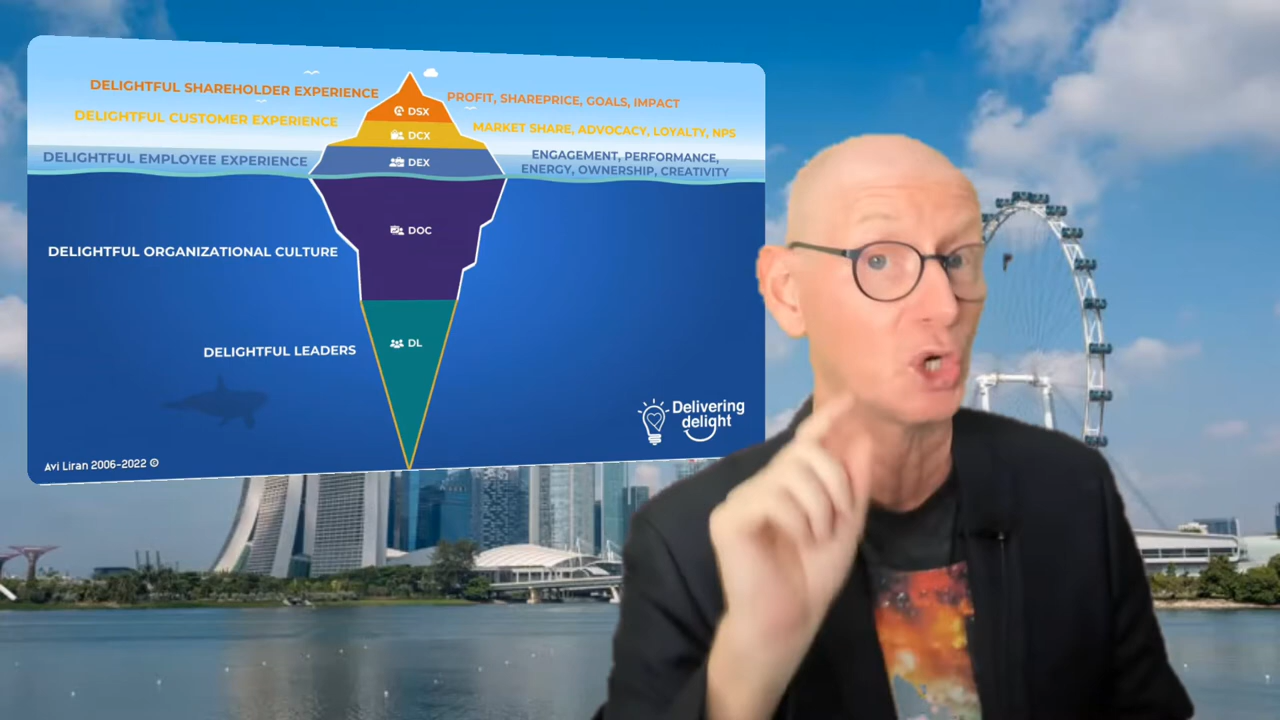 DELIGHTFUL SHAREHOLDER EXPERIENCE
DSX
PROFIT, SHAREPRICE, GOALS, IMPACT
DELIGHTFUL CUSTOMER EXPERIENCE
DCX
MARKET SHARE, ADVOCACY, LOYALTY, NPS
DELIGHTFUL EMPLOYEE EXPERIENCE
DEX
ENGAGEMENT, PERFORMANCE,
ENERGY, OWNERSHIP, CREATIVITY
DELIGHTFUL ORGANIZATIONAL CULTURE
DOC
DELIGHTFUL LEADERS
DL
Delivering
delight
Avi Liran 2006-2022 ©